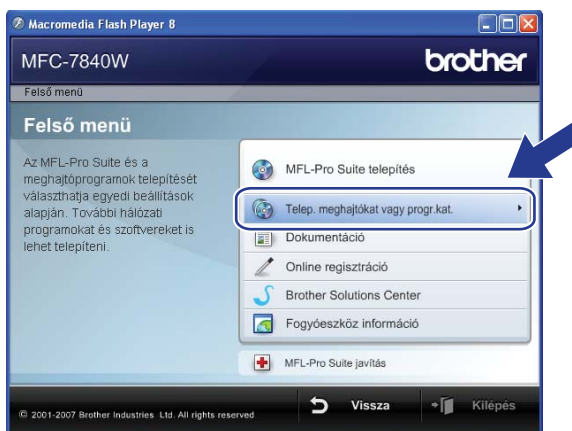 Macromedia Flash Player 8
MFC-7840W
brother
Felső menü
Felső menü
Az MFL-Pro Suite és a
meghajtóprogramok telepítését
választhatja egyedi beállítások
alapján. További hálózati
programokat és szoftvereket is
lehet telepíteni.
MFL-Pro Suite telepítés
Telep. meghajtókat vagy progr.kat.
Dokumentáció
Online regisztráció
Brother Solutions Center
Fogyóeszköz információ
MFL-Pro Suite javítás
© 2001-2007 Brother Industries Ltd. All rights reserved
Vissza
Kilépés